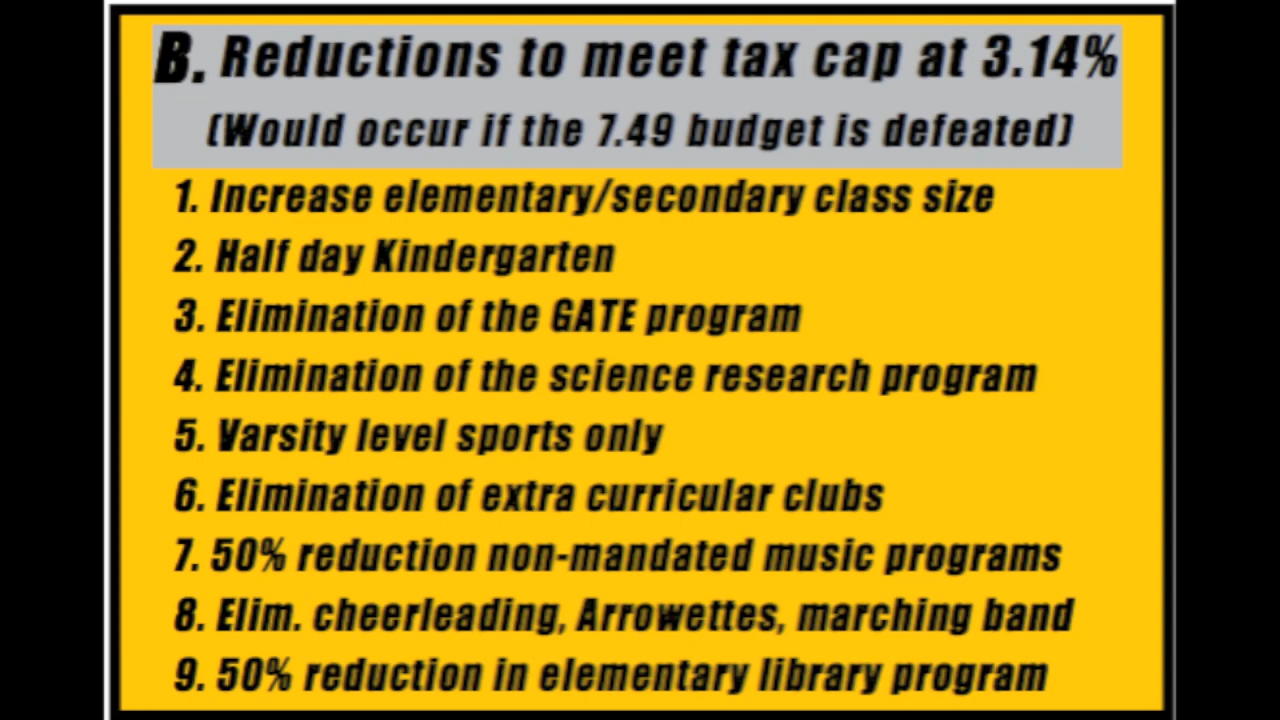 B. Reductions to meet tax cap at 3.14%
(Would occur if the 7.49 budget is defeated)
1. Increase elementary/secondary class size
2. Half day Kindergarten
3. Elimination of the GATE program
4. Elimination of the science research program
5. Varsity level sports only
6. Elimination of extra curricular clubs
7. 50% reduction non-mandated music programs
8. Elim. cheerleading, Arrowettes, marching band
9. 50% reduction in elementary library program